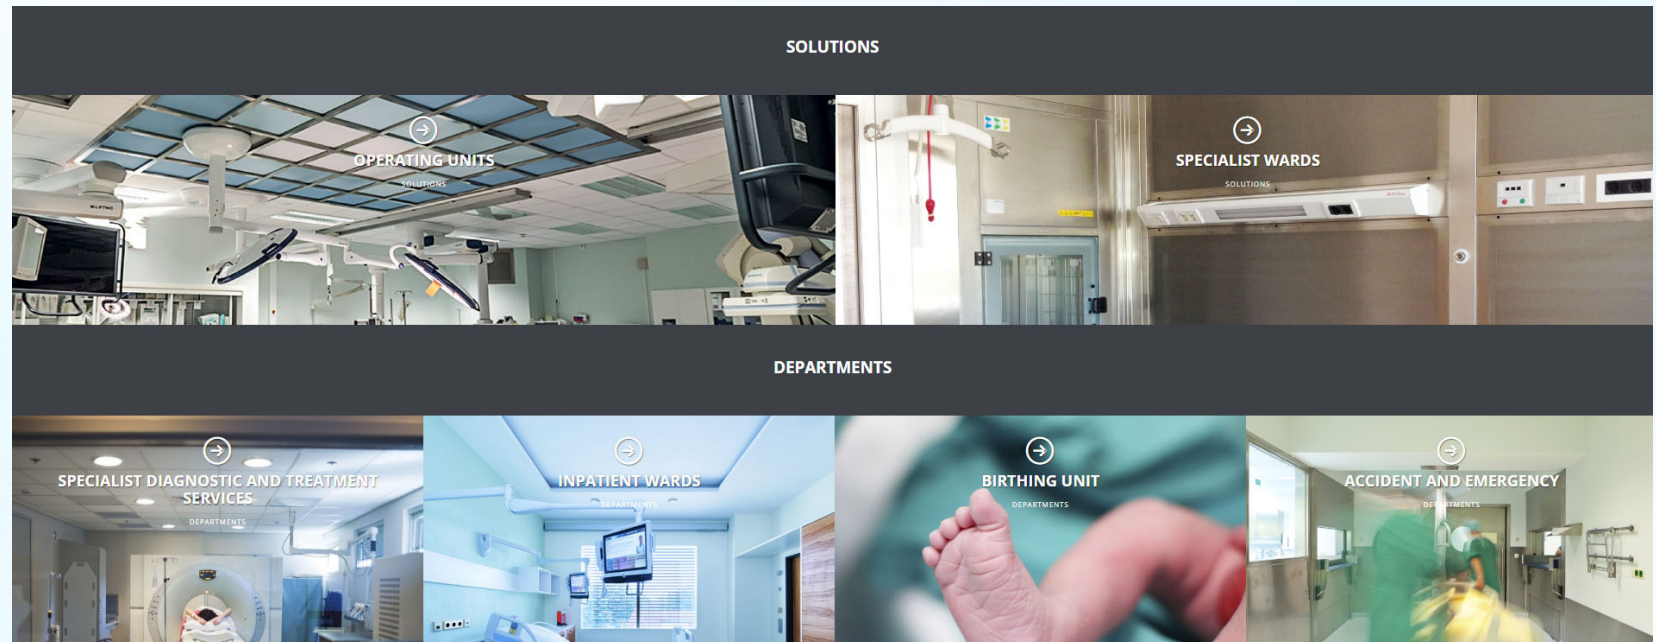 SOLUTIONS
OPERATING UNITS
SOLUTIONS
SPECIALIST WARDS
SOLUTIONS
DEPARTMENTS
SPECIALIST DIAGNOSTIC AND TREATMENT
SERVICES
DEPARTMENTS
INPATIENT WARDS
DEPARTMENTS
BIRTHING UNIT
DEPARTMENTS
ACCIDENT AND EMERGENCY
DEPARTMENTS